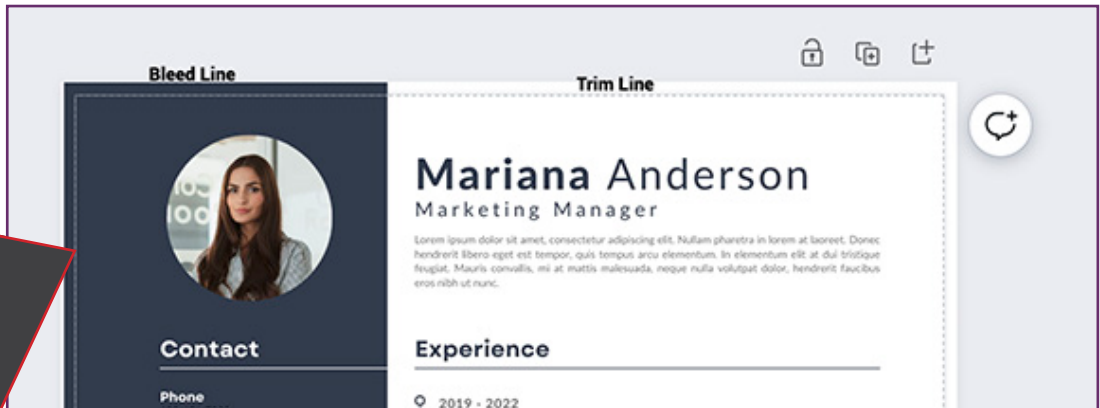 Bleed Line
Trim Line
Mariana Anderson
Marketing Manager
Lorem ipsum dolor sit amet, consectetur adipiscing elit. Nullam pharetra in lorem at laoreet. Donec
hendrerit libero eget est tempor, quis tempus arcu elementum. In elementum elit at dui tristique
feugiat. Mauris convallis, mi at mattis malesuada, neque nulla volutpat dolor, hendrerit faucibus
eros nibh ut nunc.
Contact
Experience
Phone
2019 - 2022